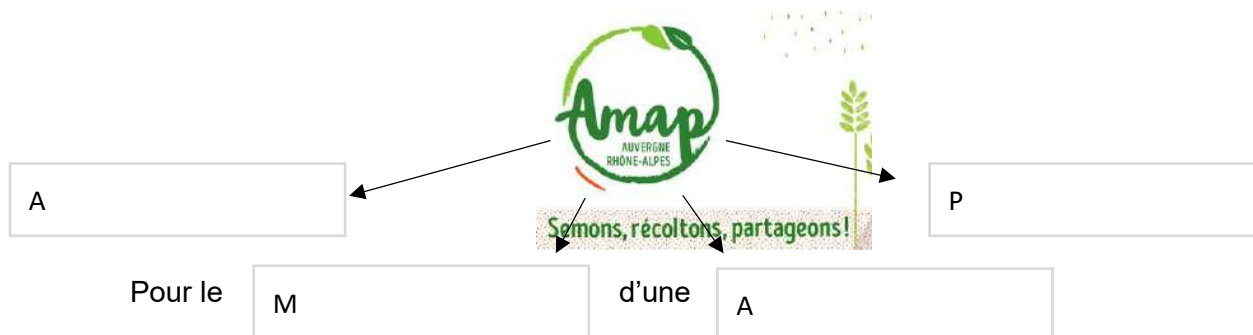 Amap
AUVERGNE
RHÔNE-ALPES
A
P
Semons, récoltons, partageons!
Pour le
M
d'une
A